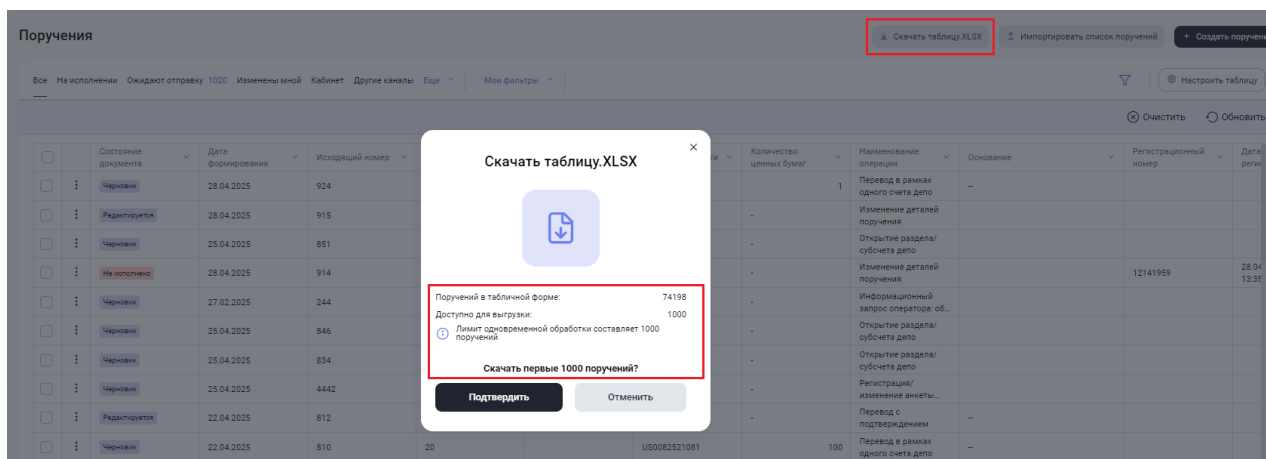 Поручения
Скачать таблицу.XLSX
Импортировать список поручений
+ Создать поручени
Все На исполнении Ожидают отправку 1020 Изменены мной Кабинет Другие каналы Еще Мои фильтры
Настроить таблицу
Очистить Обновить
Состояние документа Дата формирования Исходящий номер ги Количество ценных бумаг Наименование операции Основание Регистрационный номер Дата реги
Черновик 28.04.2025 924 1 Перевод в рамках одного счета депо –
Редактируется 28.04.2025 915 - Изменение деталей поручения
Черновик 25.04.2025 851 - Открытие раздела/ субсчета депо
Не исполнено 28.04.2025 914 - Изменение деталей поручения 12141959 28.04 13:35
Черновик 27.02.2025 244 - Информационный запрос оператора: об...
Черновик 25.04.2025 846 - Открытие раздела/ субсчета депо
Черновик 25.04.2025 834 - Открытие раздела/ субсчета депо
Черновик 25.04.2025 4442 - Регистрация/ изменение анкеты...
Редактируется 22.04.2025 812 - Перевод с подтверждением –
Черновик 22.04.2025 810 20 US0082521081 100 Перевод в рамках одного счета депо –
Скачать таблицу.XLSX
Поручений в табличной форме: 74198
Доступно для выгрузки: 1000
Лимит одновременной обработки составляет 1000
поручений
Скачать первые 1000 поручений?
Подтвердить Отменить